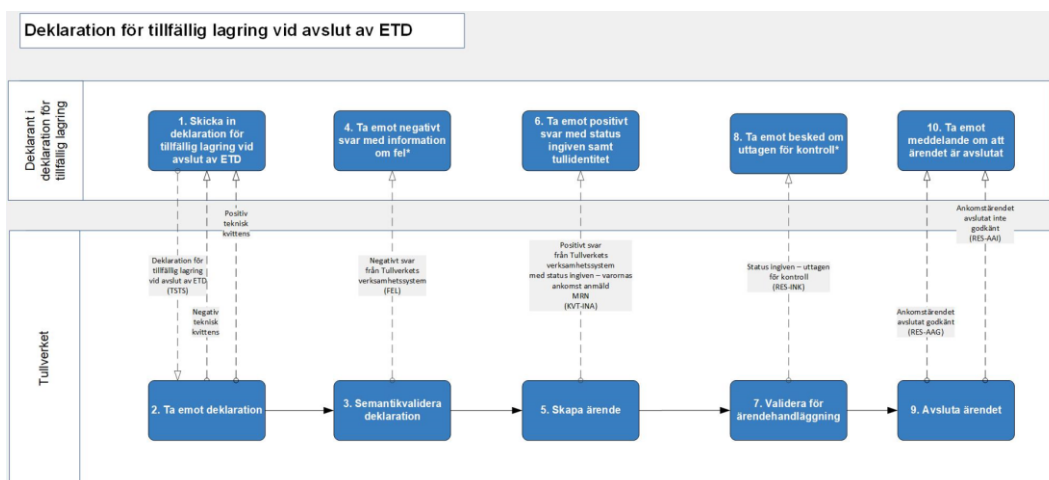 Deklaration för tillfällig lagring vid avslut av ETD
Deklarant i
deklaration för
tillfällig lagring
1. Skicka in
deklaration för
tillfällig lagring vid
avslut av ETD
4. Ta emot negativt
svar med information
om fel*
6. Ta emot positivt
svar med status
ingiven samt
tullidentitet
8. Ta emot besked om
uttagen för kontroll*
10. Ta emot
meddelande om att
ärendet är avslutat
Deklaration för
tillfällig lagring
vid avslut av ETD
(TSTS)
Negativ
teknisk
kvittens
Positiv
teknisk
kvittens
Negativt svar
från Tullverkets
verksamhetssystem
(FEL)
Positivt svar
från Tullverkets
verksamhetssystem
med status ingiven – varornas
ankomst anmäld
MRN
(KVT-INA)
Status ingiven – uttagen
för kontroll
(RES-INK)
Ankomstärendet
avslutat godkänt
(RES-AAG)
Ankomstärendet
avslutat inte
godkänt
(RES-AAI)
Tullverket
2. Ta emot deklaration
3. Semantikvalidera
deklaration
5. Skapa ärende
7. Validera för
ärendehandläggning
9. Avsluta ärendet